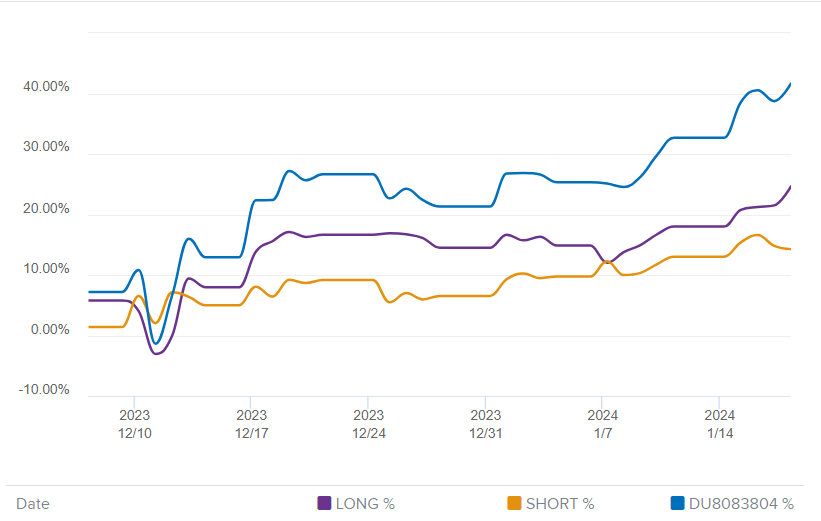 40.00%
30.00%
20.00%
10.00%
0.00%
-10.00%
2023 2023 2023 2023 2024 2024
12/10 12/17 12/24 12/31 1/7 1/14
Date LONG % SHORT % DU8083804 %